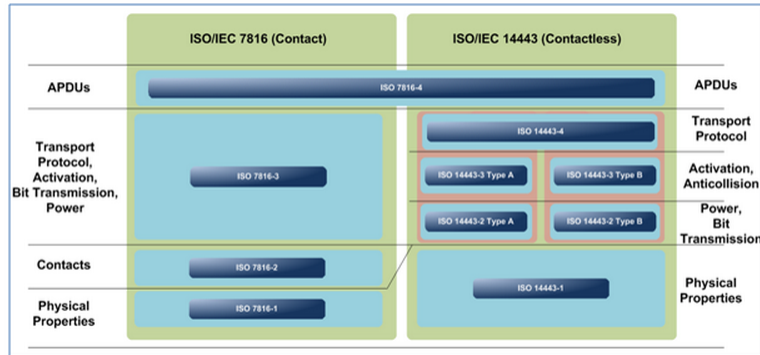 ISO/IEC 7816 (Contact)
ISO/IEC 14443 (Contactless)
APDUs
ISO 7816-4
APDUs
Transport
Protocol,
Activation,
Bit Transmission,
Power
ISO 7816-3
ISO 14443-4
Transport
Protocol
ISO 14443-3 Type A
ISO 14443-3 Type B
Activation,
Anticollision
ISO 14443-2 Type A
ISO 14443-2 Type B
Power,
Bit
Transmission
Contacts
ISO 7816-2
Physical
Properties
ISO 7816-1
ISO 14443-1
Physical
Properties